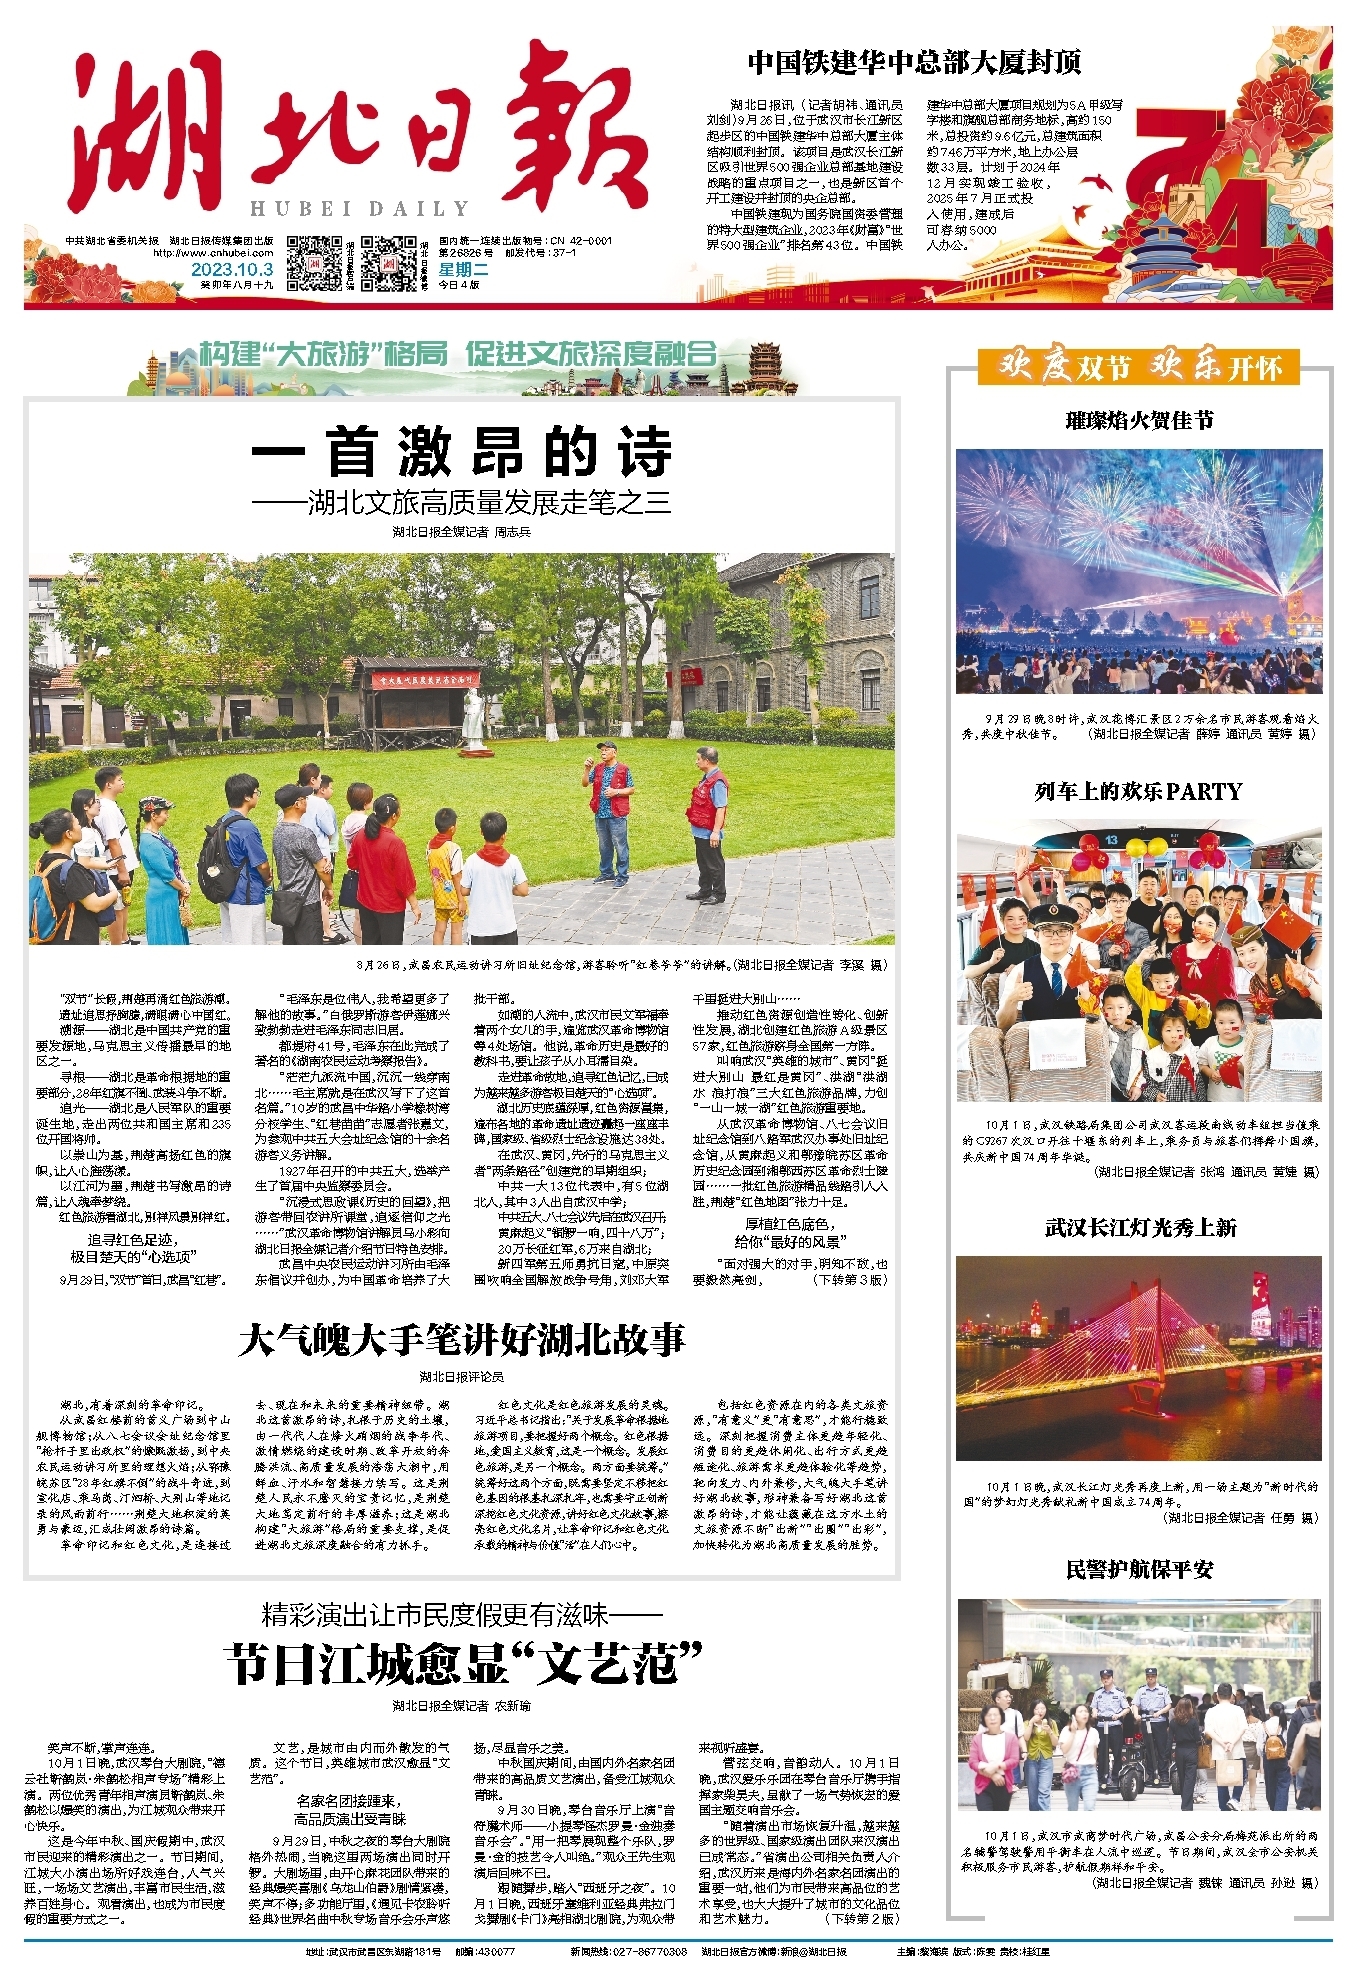 湖北日報
HUBEI DAILY
中共湖北省委机关报 湖北日报传媒集团出版
http://www.cnhubei.com
2023.10.3
癸卯年八月十九
国内统一连续出版物号：CN 42-0001
第26826号 邮发代号：37-1
星期二
今日4版
中国铁建华中总部大厦封顶
湖北日报讯（记者胡祎、通讯员
刘剑）9月26日，位于武汉市长江新区
起步区的中国铁建华中总部大厦主体
结构顺利封顶。该项目是武汉长江新
区吸引世界500强企业总部基地建设
战略的重点项目之一，也是新区首个
开工建设并封顶的央企总部。
中国铁建现为国务院国资委管理
的特大型建筑企业，2023年《财富》“世
界500强企业”排名第43位。中国铁
建华中总部大厦项目规划为5A甲级写
字楼和旗舰总部商务地标，高约150
米，总投资约9.6亿元，总建筑面积
约7.46万平方米，地上办公层
数33层。计划于2024年
12月实现竣工验收，
2025年7月正式投
入使用，建成后
可容纳5000
人办公。
74
构建“大旅游”格局 促进文旅深度融合
一首激昂的诗
——湖北文旅高质量发展走笔之三
湖北日报全媒记者 周志兵
8月26日，武昌农民运动讲习所旧址纪念馆，游客聆听“红巷爷爷”的讲解。（湖北日报全媒记者 李溪 摄）
“双节”长假，荆楚再涌红色旅游潮。
遗址追思抒胸臆，满眼满心中国红。
溯源——湖北是中国共产党的重
要发源地，马克思主义传播最早的地
区之一。
寻根——湖北是革命根据地的重
要部分，28年红旗不倒、武装斗争不断。
追光——湖北是人民军队的重要
诞生地，走出两位共和国主席和235
位开国将帅。
以崇山为基，荆楚高扬红色的旗
帜，让人心旌荡漾。
以江河为墨，荆楚书写激昂的诗
篇，让人魂牵梦绕。
红色旅游看湖北，别样风景别样红。
追寻红色足迹，
极目楚天的“心选项”
9月29日，“双节”首日，武昌“红巷”。
“毛泽东是位伟人，我希望更多了
解他的故事。”白俄罗斯游客伊莲娜兴
致勃勃走进毛泽东同志旧居。
都堤府41号，毛泽东在此完成了
著名的《湖南农民运动考察报告》。
“茫茫九派流中国，沉沉一线穿南
北……毛主席就是在武汉写下了这首
名篇。”10岁的武昌中华路小学橡树湾
分校学生、“红巷苗苗”志愿者张嘉文，
为参观中共五大会址纪念馆的十余名
游客义务讲解。
1927年召开的中共五大，选举产
生了首届中央监察委员会。
“沉浸式思政课《历史的回望》，把
游客带回农讲所课堂，追逐信仰之光
……”武汉革命博物馆讲解员马小彩向
湖北日报全媒记者介绍节日特色安排。
武昌中央农民运动讲习所由毛泽
东倡议并创办，为中国革命培养了大
批干部。
如潮的人流中，武汉市民文军福牵
着两个女儿的手，遍览武汉革命博物馆
等4处场馆。他说，革命历史是最好的
教科书，要让孩子从小耳濡目染。
走进革命故地，追寻红色记忆，已成
为越来越多游客极目楚天的“心选项”。
湖北历史底蕴深厚，红色资源富集，
遍布各地的革命遗址遗迹矗起一座座丰
碑，国家级、省级烈士纪念设施达38处。
在武汉、黄冈，先行的马克思主义
者“两条路径”创建党的早期组织；
中共一大13位代表中，有5位湖
北人，其中3人出自武汉中学；
中共五大、八七会议先后在武汉召开；
黄麻起义“铜锣一响，四十八万”；
20万长征红军，6万来自湖北；
新四军第五师勇抗日寇，中原突
围吹响全国解放战争号角，刘邓大军
千里挺进大别山……
推动红色资源创造性转化、创新
性发展，湖北创建红色旅游A级景区
57家，红色旅游跻身全国第一方阵。
叫响武汉“英雄的城市”、黄冈“挺
进大别山 最红是黄冈”、洪湖“洪湖
水 浪打浪”三大红色旅游品牌，力创
“一山一城一湖”红色旅游重要地。
从武汉革命博物馆、八七会议旧
址纪念馆到八路军武汉办事处旧址纪
念馆，从黄麻起义和鄂豫皖苏区革命
历史纪念园到湘鄂西苏区革命烈士陵
园……一批红色旅游精品线路引人入
胜，荆楚“红色地图”张力十足。
厚植红色底色，
给你“最好的风景”
“面对强大的对手，明知不敌，也
要毅然亮剑， （下转第3版）
大气魄大手笔讲好湖北故事
湖北日报评论员
湖北，有着深刻的革命印记。
从武昌红楼前的首义广场到中山
舰博物馆；从八七会议会址纪念馆里
“枪杆子里出政权”的慷慨激扬，到中央
农民运动讲习所里的理想火焰；从鄂豫
皖苏区“28年红旗不倒”的战斗奇迹，到
宣化店、乘马岗、汀泗桥、大别山等地记
录的风雨前行……荆楚大地积淀的英
勇与豪迈，汇成壮阔激昂的诗篇。
革命印记和红色文化，是连接过
去、现在和未来的重要精神纽带。湖
北这首激昂的诗，扎根于历史的土壤，
由一代代人在烽火硝烟的战争年代、
激情燃烧的建设时期、改革开放的奔
腾洪流、高质量发展的浩荡大潮中，用
鲜血、汗水和智慧接力续写。这是荆
楚人民永不磨灭的宝贵记忆，是荆楚
大地笃定前行的丰厚滋养；这是湖北
构建“大旅游”格局的重要支撑，是促
进湖北文旅深度融合的有力抓手。
红色文化是红色旅游发展的灵魂。
习近平总书记指出：“关于发展革命根据地
旅游项目，要把握好两个概念。红色根据
地，爱国主义教育，这是一个概念。发展红
色旅游，是另一个概念。两方面要统筹。”
统筹好这两个方面，既需要坚定不移把红
色基因的根基扎深扎牢，也需要守正创新
深挖红色文化资源，讲好红色文化故事，擦
亮红色文化名片，让革命印记和红色文化
承载的精神与价值“活”在人们心中。
包括红色资源在内的各类文旅资
源，“有意义”更“有意思”，才能行稳致
远。深刻把握消费主体更趋年轻化、
消费目的更趋休闲化、出行方式更趋
短途化、旅游需求更趋体验化等趋势，
靶向发力、内外兼修，大气魄大手笔讲
好湖北故事，形神兼备写好湖北这首
激昂的诗，才能让蕴藏在这方水土的
文旅资源不断“出新”“出圈”“出彩”，
加快转化为湖北高质量发展的胜势。
精彩演出让市民度假更有滋味——
节日江城愈显“文艺范”
湖北日报全媒记者 农新瑜
笑声不断，掌声连连。
10月1日晚，武汉琴台大剧院，“德
云社靳鹤岚·朱鹤松相声专场”精彩上
演。两位优秀青年相声演员靳鹤岚、朱
鹤松以爆笑的演出，为江城观众带来开
心快乐。
这是今年中秋、国庆假期中，武汉
市民迎来的精彩演出之一。节日期间，
江城大小演出场所好戏连台，人气兴
旺，一场场文艺演出，丰富市民生活，滋
养百姓身心。观看演出，也成为市民度
假的重要方式之一。
文艺，是城市由内而外散发的气
质。这个节日，英雄城市武汉愈显“文
艺范”。
名家名团接踵来，
高品质演出受青睐
9月29日，中秋之夜的琴台大剧院
格外热闹，当晚这里两场演出同时开
锣。大剧场里，由开心麻花团队带来的
经典爆笑喜剧《乌龙山伯爵》剧情紧凑，
笑声不停；多功能厅里，《遇见卡农聆听
经典》世界名曲中秋专场音乐会乐声悠
扬，尽显音乐之美。
中秋国庆期间，由国内外名家名团
带来的高品质文艺演出，备受江城观众
青睐。
9月30日晚，琴台音乐厅上演“音
符魔术师——小提琴怪杰罗曼·金独奏
音乐会”。“用一把琴展现整个乐队，罗
曼·金的技艺令人叫绝。”观众王先生观
演后回味不已。
跟随舞步，踏入“西班牙之夜”。10
月1日晚，西班牙塞维利亚经典弗拉门
戈舞剧《卡门》亮相湖北剧院，为观众带
来视听盛宴。
管弦交响，音韵动人。10月1日
晚，武汉爱乐乐团在琴台音乐厅携手指
挥家柴昊夫，呈献了一场气势恢宏的爱
国主题交响音乐会。
“随着演出市场恢复升温，越来越
多的世界级、国家级演出团队来汉演出
已成常态。”省演出公司相关负责人介
绍，武汉历来是海内外名家名团演出的
重要一站，他们为市民带来高品位的艺
术享受，也大大提升了城市的文化品位
和艺术魅力。 （下转第2版）
欢度双节 欢乐开怀
璀璨焰火贺佳节
9月29日晚8时许，武汉花博汇景区2万余名市民游客观看焰火
秀，共度中秋佳节。 （湖北日报全媒记者 薛婷 通讯员 黄婷 摄）
列车上的欢乐PARTY
13
10月1日，武汉铁路局集团公司武汉客运段南线动车组担当值乘
的C9267次汉口开往十堰东的列车上，乘务员与旅客们挥舞小国旗，
共庆新中国74周年华诞。
（湖北日报全媒记者 张鸿 通讯员 黄婕 摄）
武汉长江灯光秀上新
10月1日晚，武汉长江灯光秀再度上新，用一场主题为“新时代的
国”的梦幻灯光秀献礼新中国成立74周年。
（湖北日报全媒记者 任勇 摄）
民警护航保平安
10月1日，武汉市武商梦时代广场，武昌公安分局梅苑派出所的两
名辅警驾驶警用平衡车在人流中巡逻。节日期间，武汉全市公安机关
积极服务市民游客，护航假期祥和平安。
（湖北日报全媒记者 魏铼 通讯员 孙逊 摄）
地址：武汉市武昌区东湖路181号 邮编：430077 新闻热线：027-86770308 湖北日报官方微博：新浪@湖北日报 主编：黎海滨 版式：陈雯 责校：桂红星